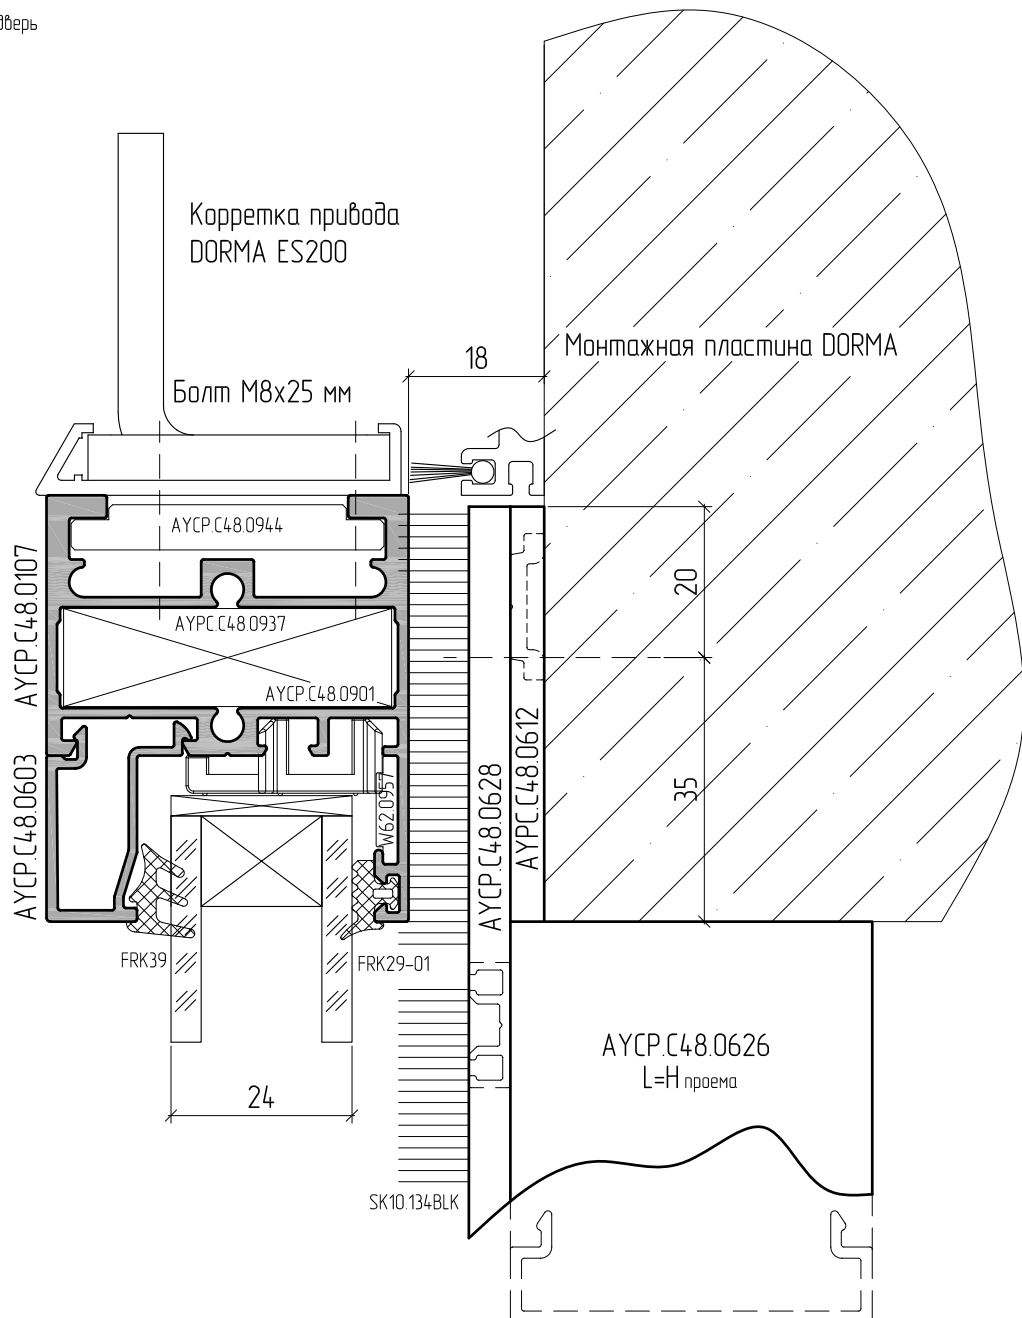 дверь
Корретка привода
DORMA ES200
Монтажная пластина DORMA
18
Болт М8х25 мм
AYCP.C48.0944
AYCP.C48.0107
20
AYPC.C48.0937
AYCP.C48.0901
AYCP.C48.0603
W62.0957
AYCP.C48.0628
AYPC.C48.0612
35
FRK39
FRK29-01
AYCP.C48.0626
L=H проема
24
SK10.134BLK